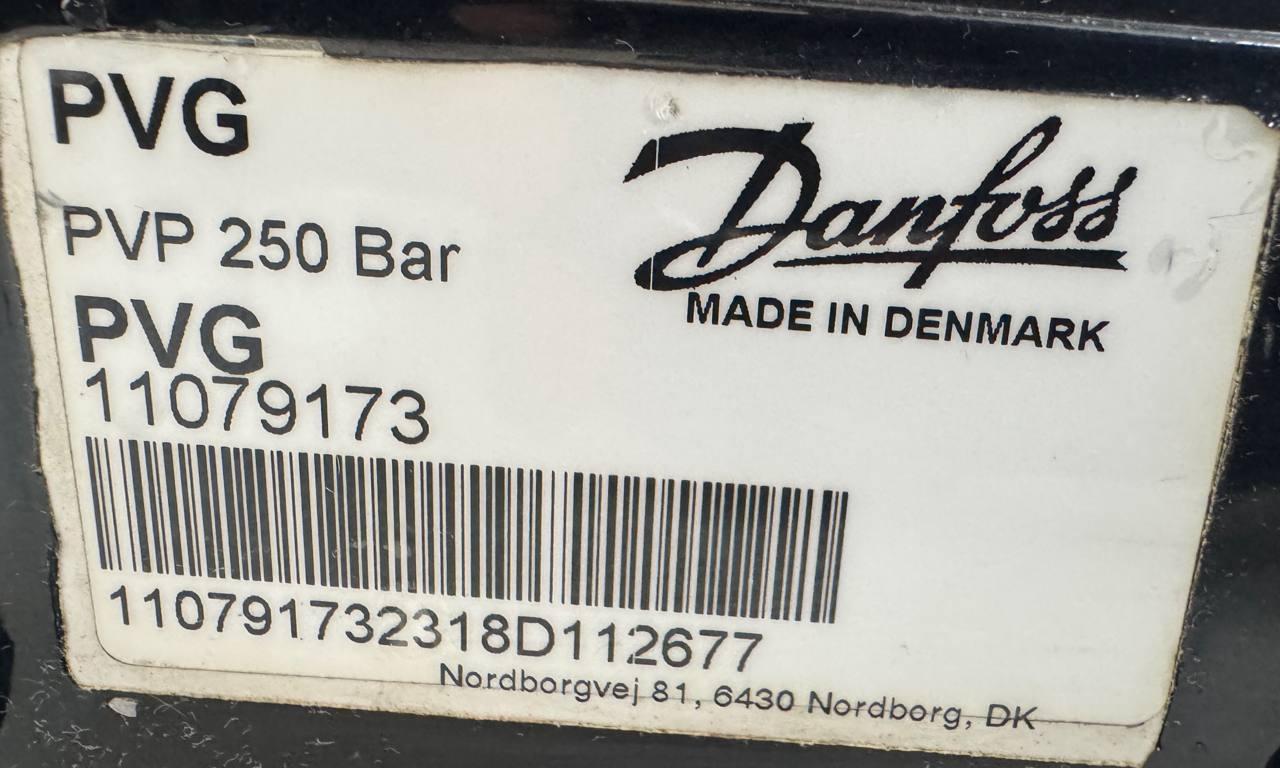 PVG
PVP 250 Bar
PVG
11079173
110791732318D112677
Danfoss
MADE IN DENMARK
Nordborgvej 81, 6430 Nordborg, DK